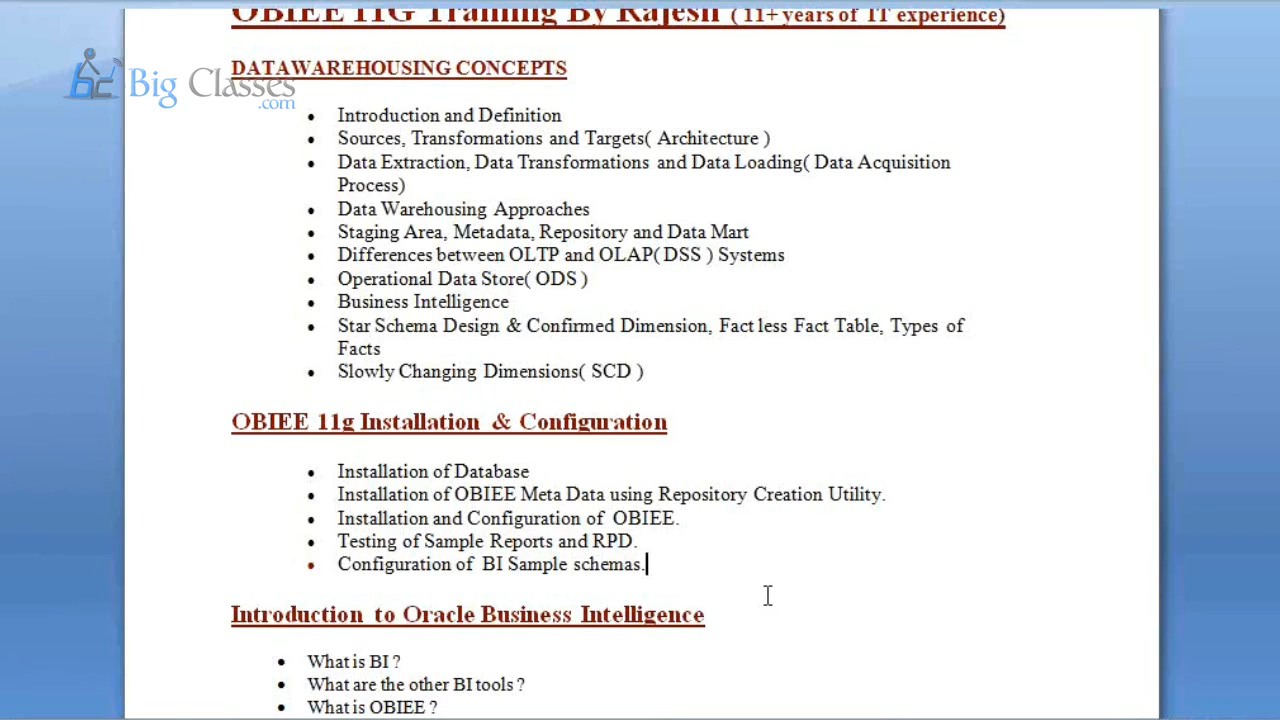 OBIEE 11G Training By Rajesh ( 11+ years of IT experience)
Big Classes
.com
DATAWAREHOUSING CONCEPTS
• Introduction and Definition
• Sources, Transformations and Targets( Architecture )
• Data Extraction, Data Transformations and Data Loading( Data Acquisition
Process)
• Data Warehousing Approaches
• Staging Area, Metadata, Repository and Data Mart
• Differences between OLTP and OLAP( DSS ) Systems
• Operational Data Store( ODS )
• Business Intelligence
• Star Schema Design & Confirmed Dimension, Fact less Fact Table, Types of
Facts
• Slowly Changing Dimensions( SCD )
OBIEE 11g Installation & Configuration
• Installation of Database
• Installation of OBIEE Meta Data using Repository Creation Utility.
• Installation and Configuration of OBIEE.
• Testing of Sample Reports and RPD.
• Configuration of BI Sample schemas.
Introduction to Oracle Business Intelligence
• What is BI ?
• What are the other BI tools ?
• What is OBIEE ?